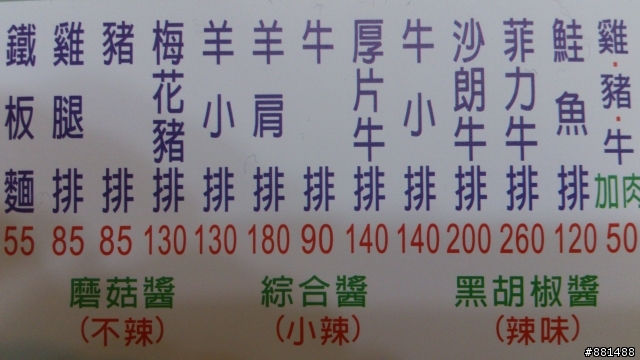 鐵板麵 55
雞腿排 85
豬排 85
梅花豬排 130
羊小排 130
羊肩排 180
牛排 90
厚片牛排 140
牛小排 140
沙朗牛排 200
菲力牛排 260
鮭魚排 120
雞·豬·牛加肉 50
磨菇醬 (不辣)
綜合醬 (小辣)
黑胡椒醬 (辣味)
#881488